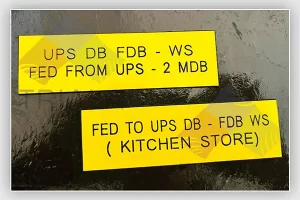 UPS DB FDB - WS
FED FROM UPS - 2 MDB
FED TO UPS DB - FDB WS
( KITCHEN STORE)